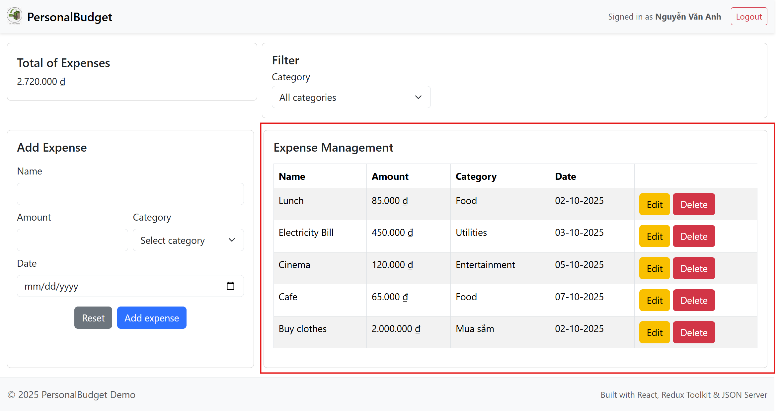 PersonalBudget
Signed in as Nguyễn Văn Anh
Logout
Total of Expenses
2.720.000 ₫
Filter
Category
All categories
Add Expense
Name
Amount
Category
Select category
Date
mm/dd/yyyy
Reset
Add expense
Expense Management
Name Amount Category Date
Lunch 85.000 ₫ Food 02-10-2025 Edit Delete
Electricity Bill 450.000 ₫ Utilities 03-10-2025 Edit Delete
Cinema 120.000 ₫ Entertainment 05-10-2025 Edit Delete
Cafe 65.000 ₫ Food 07-10-2025 Edit Delete
Buy clothes 2.000.000 ₫ Mua sắm 02-10-2025 Edit Delete
© 2025 PersonalBudget Demo
Built with React, Redux Toolkit & JSON Server